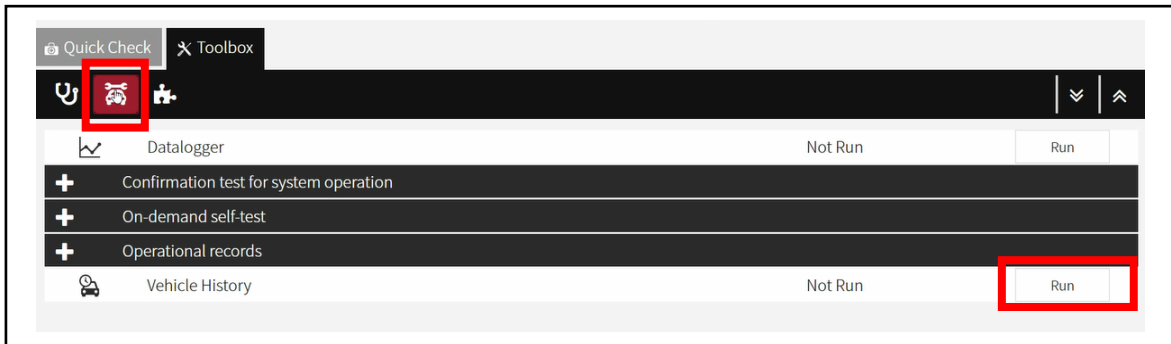 Quick Check Toolbox
Datalogger Not Run Run
Confirmation test for system operation
On-demand self-test
Operational records
Vehicle History Not Run Run